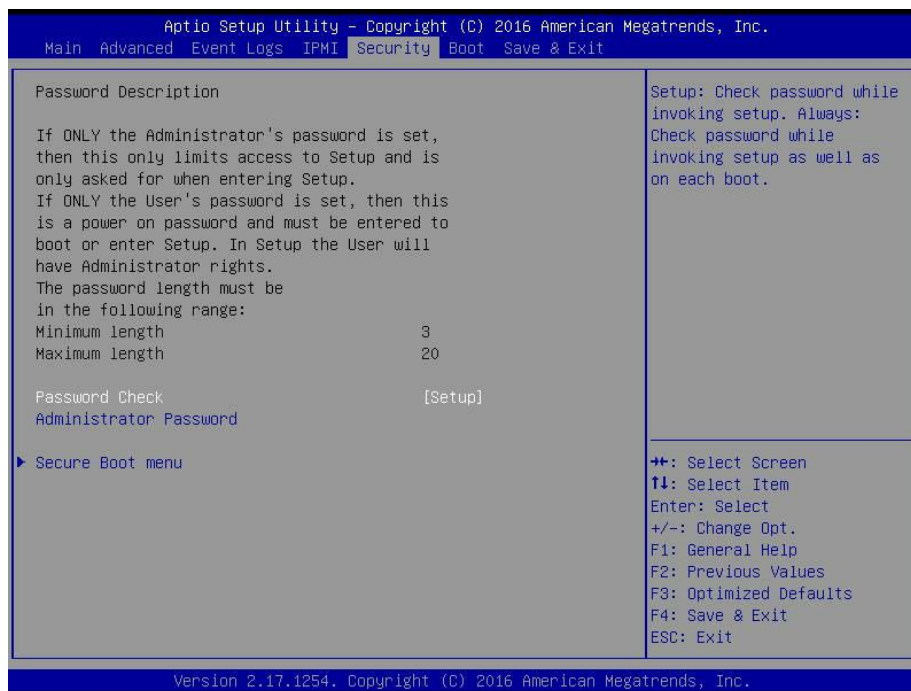 Aptio Setup Utility – Copyright (C) 2016 American Megatrends, Inc.
Main Advanced Event Logs IPMI Security Boot Save & Exit
Password Description
If ONLY the Administrator's password is set,
then this only limits access to Setup and is
only asked for when entering Setup.
If ONLY the User's password is set, then this
is a power on password and must be entered to
boot or enter Setup. In Setup the User will
have Administrator rights.
The password length must be
in the following range:
Minimum length 3
Maximum length 20
Password Check [Setup]
Administrator Password
▶ Secure Boot menu
Setup: Check password while
invoking setup. Always:
Check password while
invoking setup as well as
on each boot.
→←: Select Screen
↑↓: Select Item
Enter: Select
+/-: Change Opt.
F1: General Help
F2: Previous Values
F3: Optimized Defaults
F4: Save & Exit
ESC: Exit
Version 2.17.1254. Copyright (C) 2016 American Megatrends, Inc.